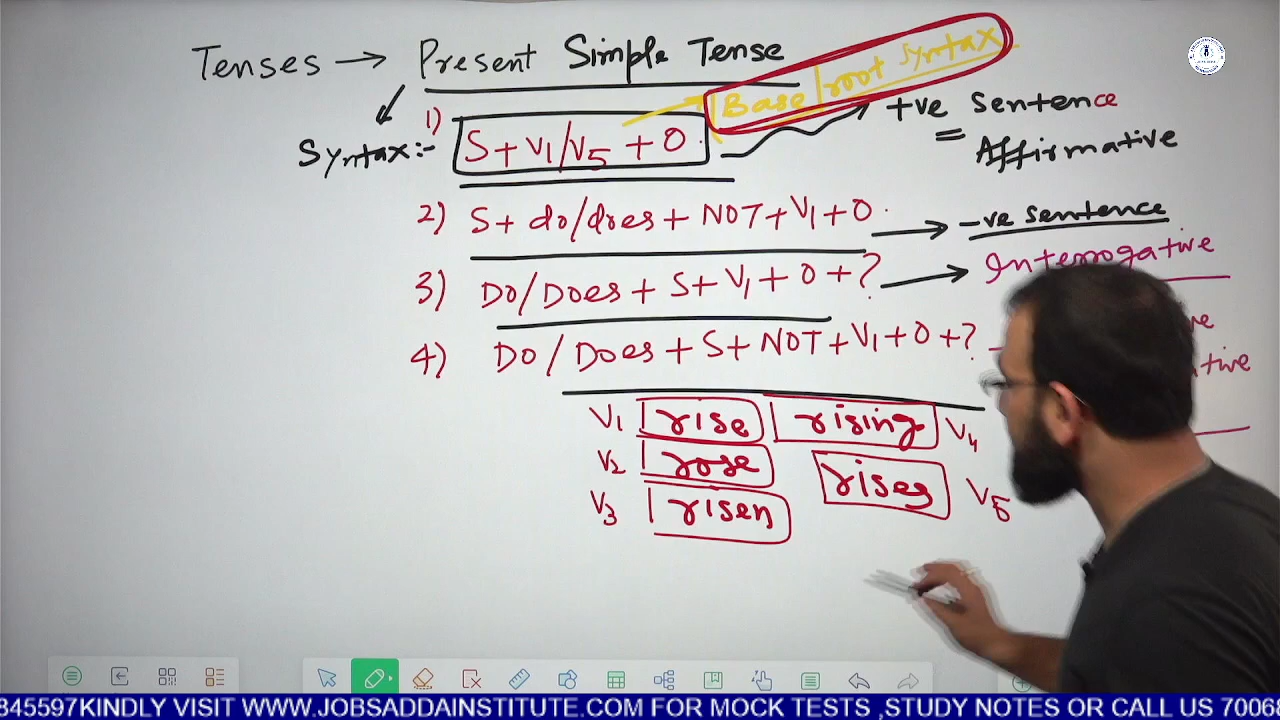 Tenses → Present Simple Tense
Base/root syntax
Syntax:-
1) S+V1/V5+O.
+ve sentence
= Affirmative
2) S+ do/does + NOT+V1+O.
-ve sentence
3) Do/Does + S+V1+O+?
Interrogative
4) Do/Does + S+NOT+V1+O+?
V1 rise rising V4
V2 rose rises V5
V3 risen
845597KINDLY VISIT WWW.JOBSADDAINSTITUTE.COM FOR MOCK TESTS ,STUDY NOTES OR CALL US 70068